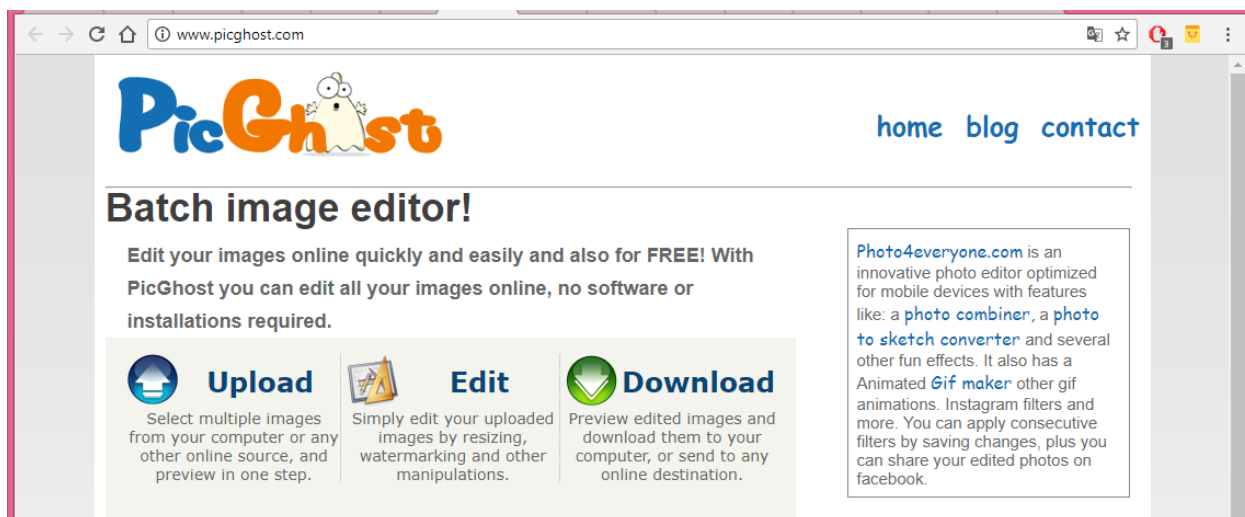 www.picghost.com
3
PicGhost
home blog contact
Batch image editor!
Edit your images online quickly and easily and also for FREE! With
PicGhost you can edit all your images online, no software or
installations required.
Upload
Select multiple images
from your computer or any
other online source, and
preview in one step.
Edit
Simply edit your uploaded
images by resizing,
watermarking and other
manipulations.
Download
Preview edited images and
download them to your
computer, or send to any
online destination.
Photo4everyone.com is an
innovative photo editor optimized
for mobile devices with features
like: a photo combiner, a photo
to sketch converter and several
other fun effects. It also has a
Animated Gif maker other gif
animations. Instagram filters and
more. You can apply consecutive
filters by saving changes, plus you
can share your edited photos on
facebook.